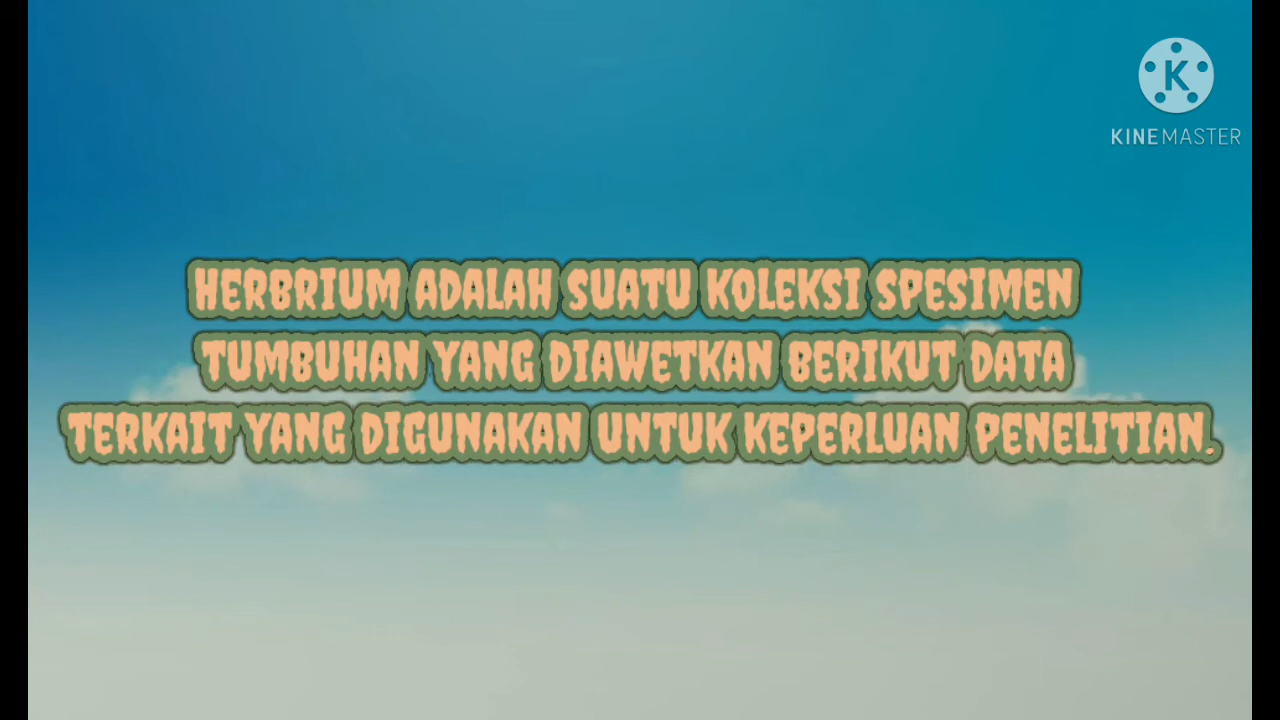 KINEMASTER
HERBRIUM ADALAH SUATU KOLEKSI SPESIMEN
TUMBUHAN YANG DIAWETKAN BERIKUT DATA
TERKAIT YANG DIGUNAKAN UNTUK KEPERLUAN PENELITIAN.